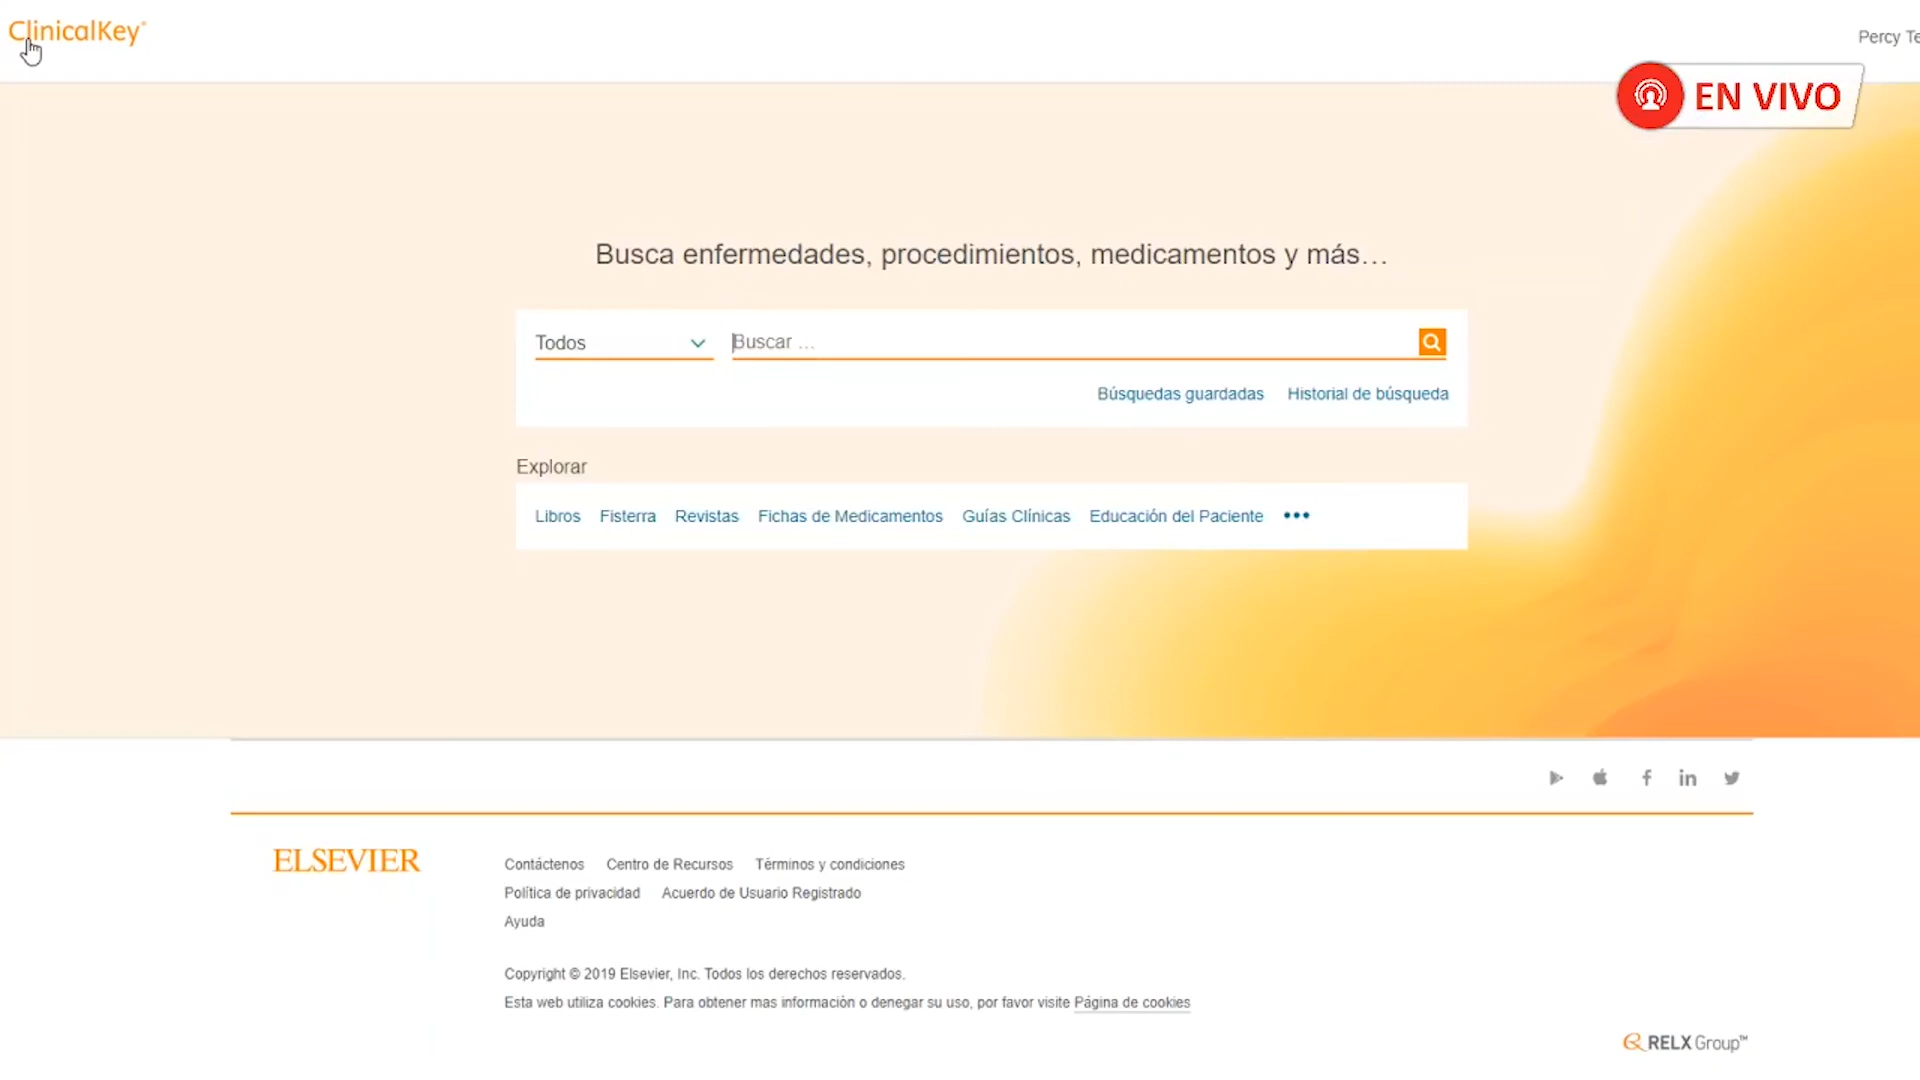 ClinicalKey®
Percy Te
EN VIVO
Busca enfermedades, procedimientos, medicamentos y más…
Todos
Buscar ...
Búsquedas guardadas Historial de búsqueda
Explorar
Libros Fisterra Revistas Fichas de Medicamentos Guías Clínicas Educación del Paciente •••
ELSEVIER
Contáctenos Centro de Recursos Términos y condiciones
Política de privacidad Acuerdo de Usuario Registrado
Ayuda
Copyright © 2019 Elsevier, Inc. Todos los derechos reservados.
Esta web utiliza cookies. Para obtener mas información o denegar su uso, por favor visite Página de cookies
RELX Group™